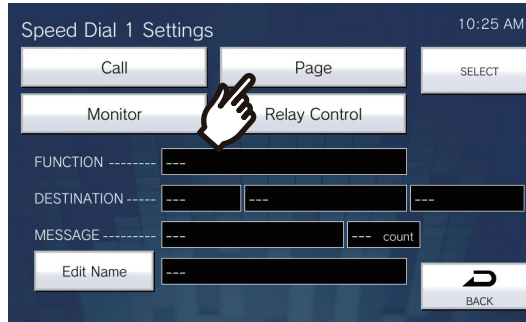 Speed Dial 1 Settings 10:25 AM
Call Page SELECT
Monitor Relay Control
FUNCTION -------- ---
DESTINATION ----- --- --- ---
MESSAGE --------- --- --- count
Edit Name ---
BACK